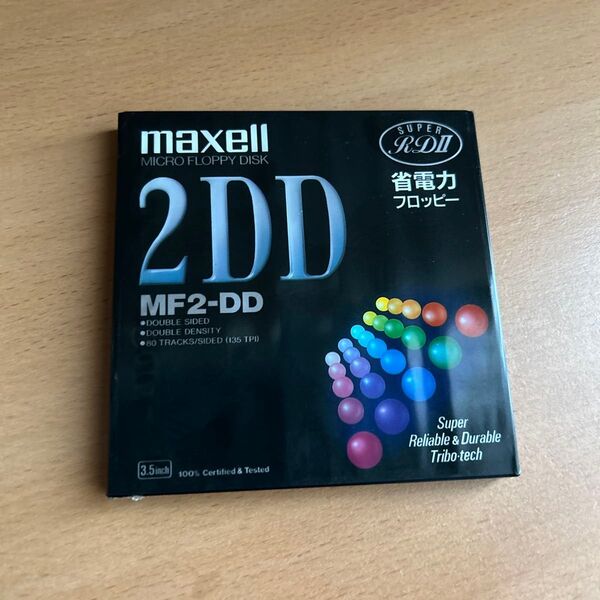 maxell
MICRO FLOPPY DISK
SUPER
RDII
省電力
フロッピー
2DD
MF2-DD
•DOUBLE SIDED
•DOUBLE DENSITY
•80 TRACKS/SIDED (135 TPI)
Super
Reliable & Durable
Tribo-tech
3.5inch
100% Certified & Tested